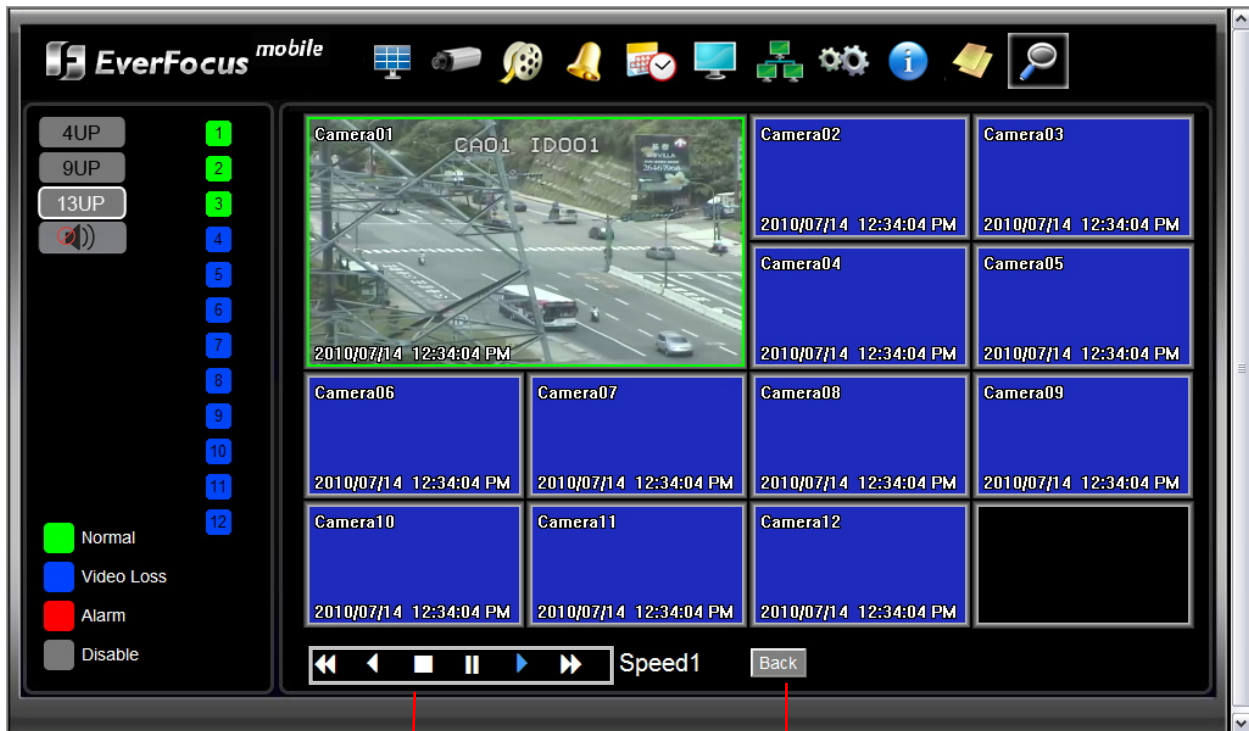 EverFocus mobile
4UP
9UP
13UP
1
2
3
4
5
6
7
8
9
10
11
12
Normal
Video Loss
Alarm
Disable
Camera01
CA01 ID001
2010/07/14 12:34:04 PM
Camera02
2010/07/14 12:34:04 PM
Camera03
2010/07/14 12:34:04 PM
Camera04
2010/07/14 12:34:04 PM
Camera05
2010/07/14 12:34:04 PM
Camera06
2010/07/14 12:34:04 PM
Camera07
2010/07/14 12:34:04 PM
Camera08
2010/07/14 12:34:04 PM
Camera09
2010/07/14 12:34:04 PM
Camera10
2010/07/14 12:34:04 PM
Camera11
2010/07/14 12:34:04 PM
Camera12
2010/07/14 12:34:04 PM
Speed1
Back